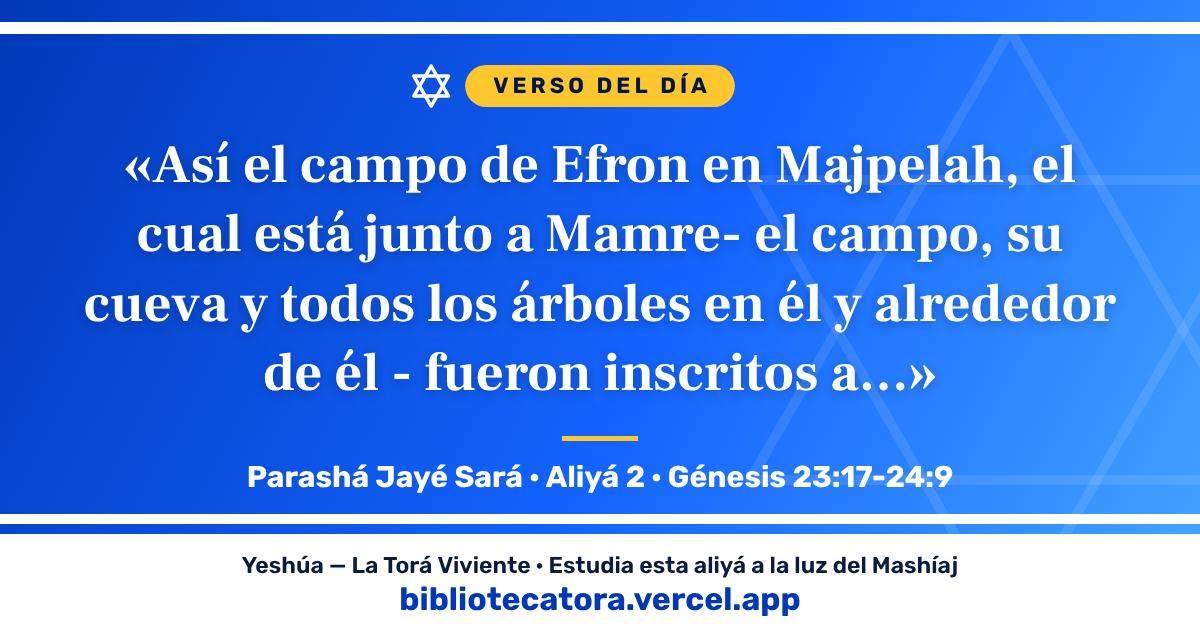 VERSO DEL DÍA
«Así el campo de Efron en Majpelah, el
cual está junto a Mamre- el campo, su
cueva y todos los árboles en él y alrededor
de él - fueron inscritos a...»
Parashá Jayé Sará • Aliyá 2 • Génesis 23:17-24:9
Yeshúa — La Torá Viviente • Estudia esta aliyá a la luz del Mashíaj
bibliotecatora.vercel.app